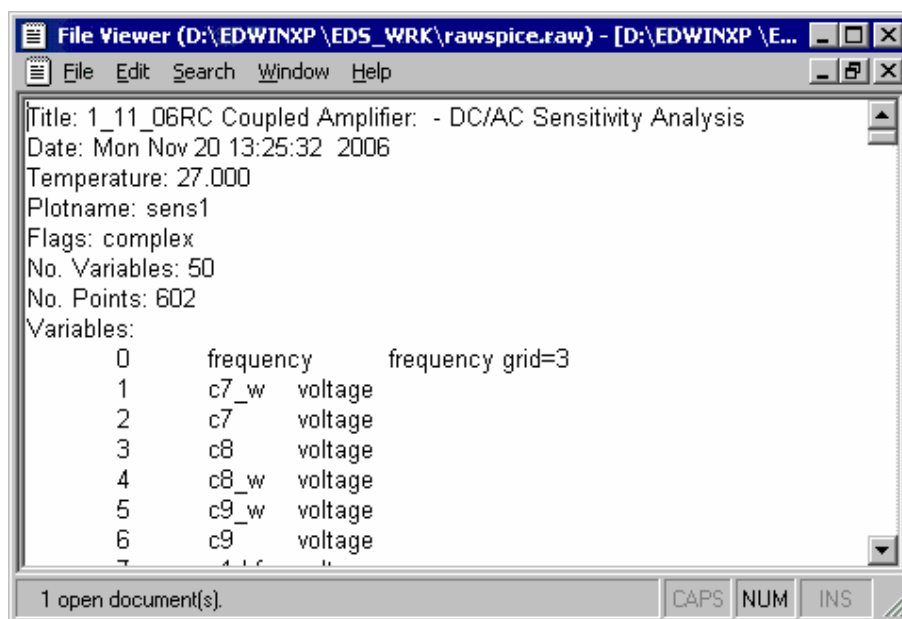 File Viewer (D:\EDWINXP \EDS_WRK\rawspice.raw) - [D:\EDWINXP \E...
File Edit Search Window Help
Title: 1_11_06RC Coupled Amplifier:  - DC/AC Sensitivity Analysis
Date: Mon Nov 20 13:25:32  2006
Temperature: 27.000
Plotname: sens1
Flags: complex
No. Variables: 50
No. Points: 602
Variables:
0 frequency frequency grid=3
1 c7_w voltage
2 c7 voltage
3 c8 voltage
4 c8_w voltage
5 c9_w voltage
6 c9 voltage
1 open document(s).
CAPS NUM INS